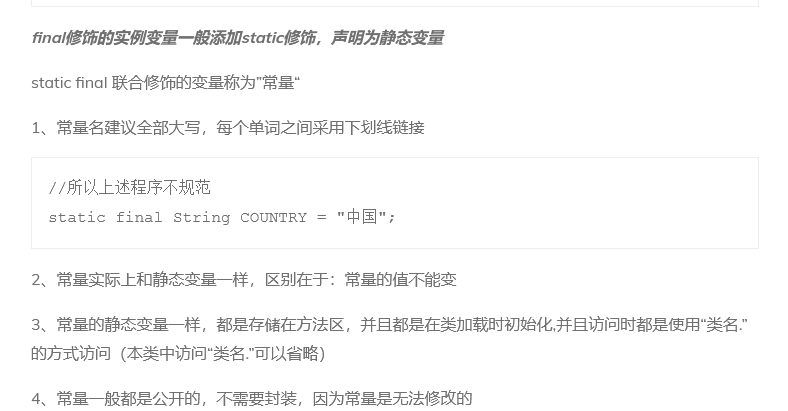 final修饰的实例变量一般添加static修饰，声明为静态变量
static final 联合修饰的变量称为”常量“
1、常量名建议全部大写，每个单词之间采用下划线链接
//所以上述程序不规范
static final String COUNTRY = "中国";
2、常量实际上和静态变量一样，区别在于：常量的值不能变
3、常量的静态变量一样，都是存储在方法区，并且都是在类加载时初始化,并且访问时都是使用“类名.”
的方式访问（本类中访问“类名.”可以省略）
4、常量一般都是公开的，不需要封装，因为常量是无法修改的